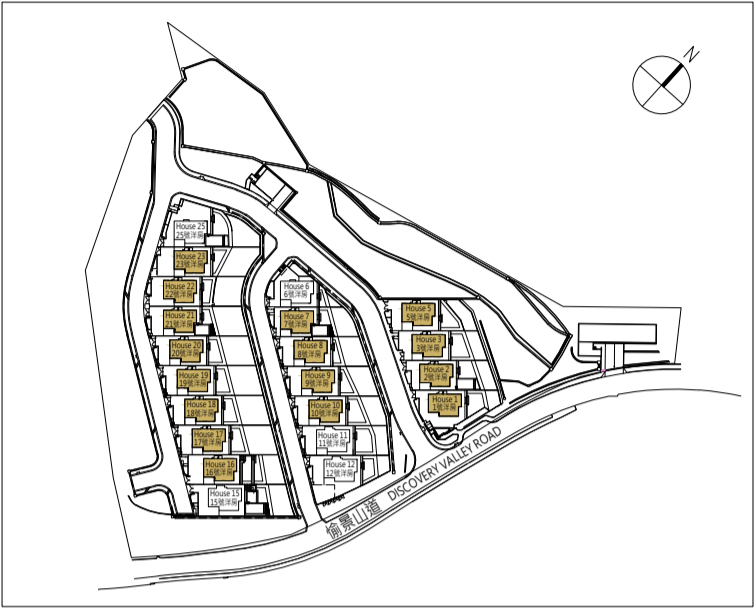 N
House 25
25號洋房
House 23
23號洋房
House 22
22號洋房
House 21
21號洋房
House 20
20號洋房
House 19
19號洋房
House 18
18號洋房
House 17
17號洋房
House 16
16號洋房
House 15
15號洋房
House 6
6號洋房
House 7
7號洋房
House 8
8號洋房
House 9
9號洋房
House 10
10號洋房
House 11
11號洋房
House 12
12號洋房
House 5
5號洋房
House 3
3號洋房
House 2
2號洋房
House 1
1號洋房
愉景山道 DISCOVERY VALLEY ROAD